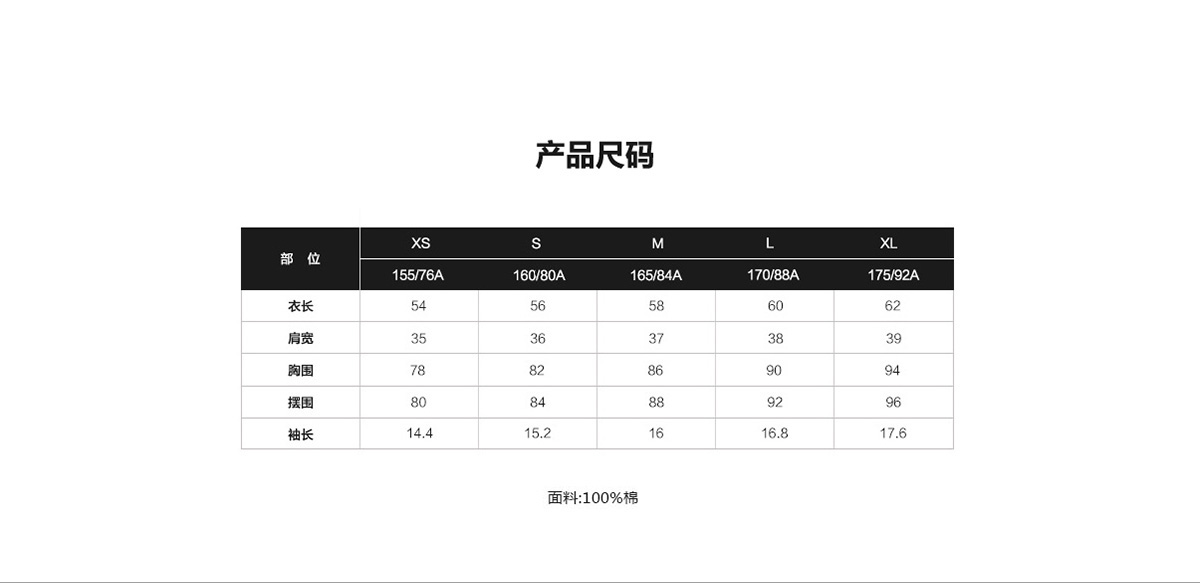 产品尺码
部 位 XS S M L XL
155/76A 160/80A 165/84A 170/88A 175/92A
衣长 54 56 58 60 62
肩宽 35 36 37 38 39
胸围 78 82 86 90 94
摆围 80 84 88 92 96
袖长 14.4 15.2 16 16.8 17.6
面料:100%棉